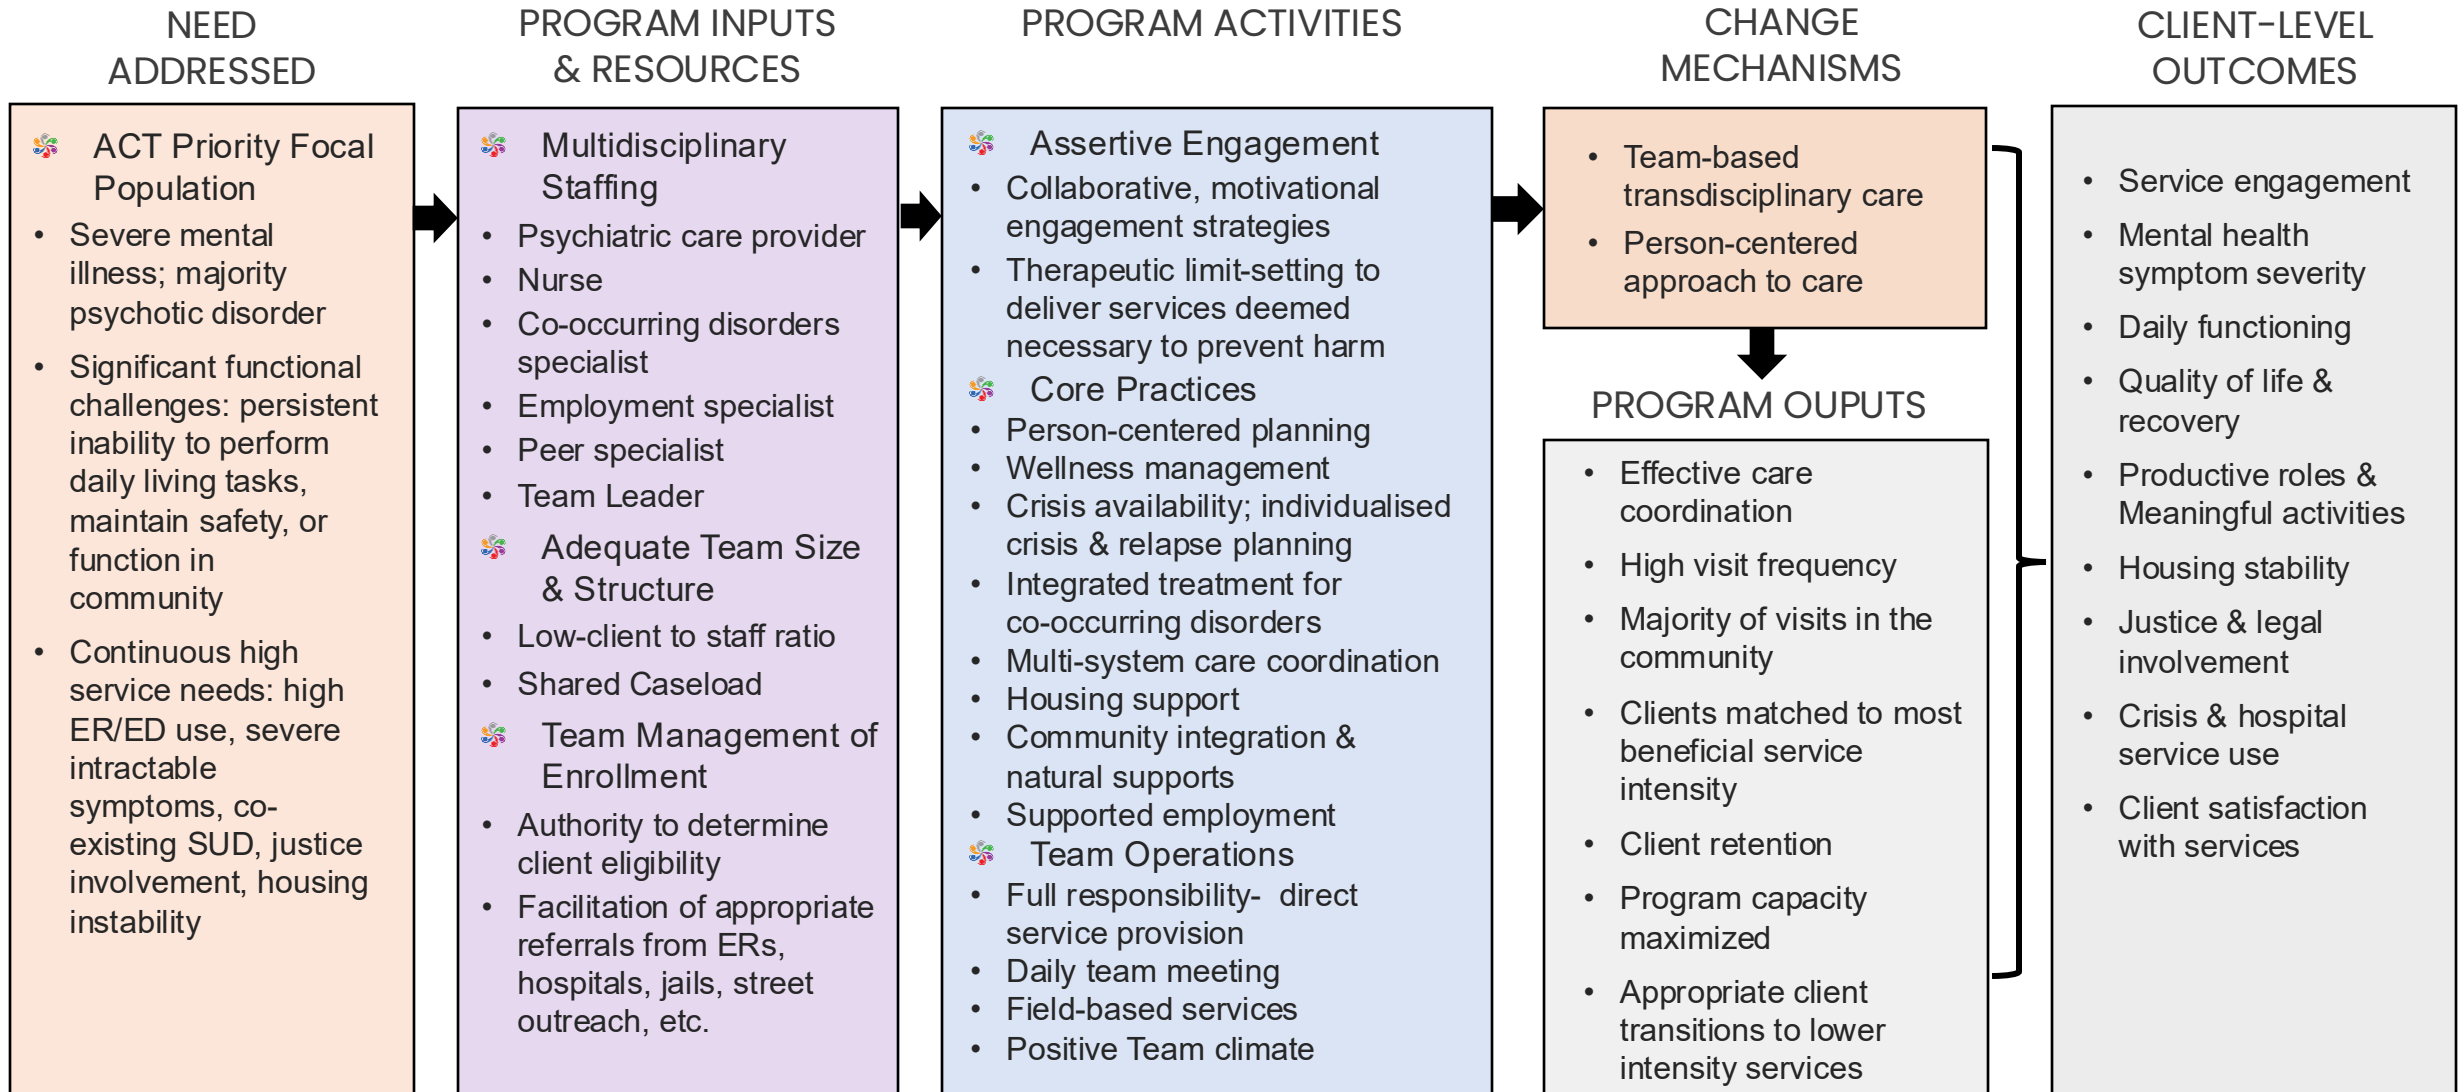 NEED
ADDRESSED
ACT Priority Focal
Population
• Severe mental
illness; majority
psychotic disorder
• Significant functional
challenges: persistent
inability to perform
daily living tasks,
maintain safety, or
function in
community
• Continuous high
service needs: high
ER/ED use, severe
intractable
symptoms, co-
existing SUD, justice
involvement, housing
instability
PROGRAM INPUTS
& RESOURCES
Multidisciplinary
Staffing
• Psychiatric care provider
• Nurse
• Co-occurring disorders
specialist
• Employment specialist
• Peer specialist
• Team Leader
Adequate Team Size
& Structure
• Low-client to staff ratio
• Shared Caseload
Team Management of
Enrollment
• Authority to determine
client eligibility
• Facilitation of appropriate
referrals from ERs,
hospitals, jails, street
outreach, etc.
PROGRAM ACTIVITIES
Assertive Engagement
• Collaborative, motivational
engagement strategies
• Therapeutic limit-setting to
deliver services deemed
necessary to prevent harm
Core Practices
• Person-centered planning
• Wellness management
• Crisis availability; individualised
crisis & relapse planning
• Integrated treatment for
co-occurring disorders
• Multi-system care coordination
• Housing support
• Community integration &
natural supports
• Supported employment
Team Operations
• Full responsibility- direct
service provision
• Daily team meeting
• Field-based services
• Positive Team climate
CHANGE
MECHANISMS
• Team-based
transdisciplinary care
• Person-centered
approach to care
PROGRAM OUPUTS
• Effective care
coordination
• High visit frequency
• Majority of visits in the
community
• Clients matched to most
beneficial service
intensity
• Client retention
• Program capacity
maximized
• Appropriate client
transitions to lower
intensity services
CLIENT-LEVEL
OUTCOMES
• Service engagement
• Mental health
symptom severity
• Daily functioning
• Quality of life &
recovery
• Productive roles &
Meaningful activities
• Housing stability
• Justice & legal
involvement
• Crisis & hospital
service use
• Client satisfaction
with services